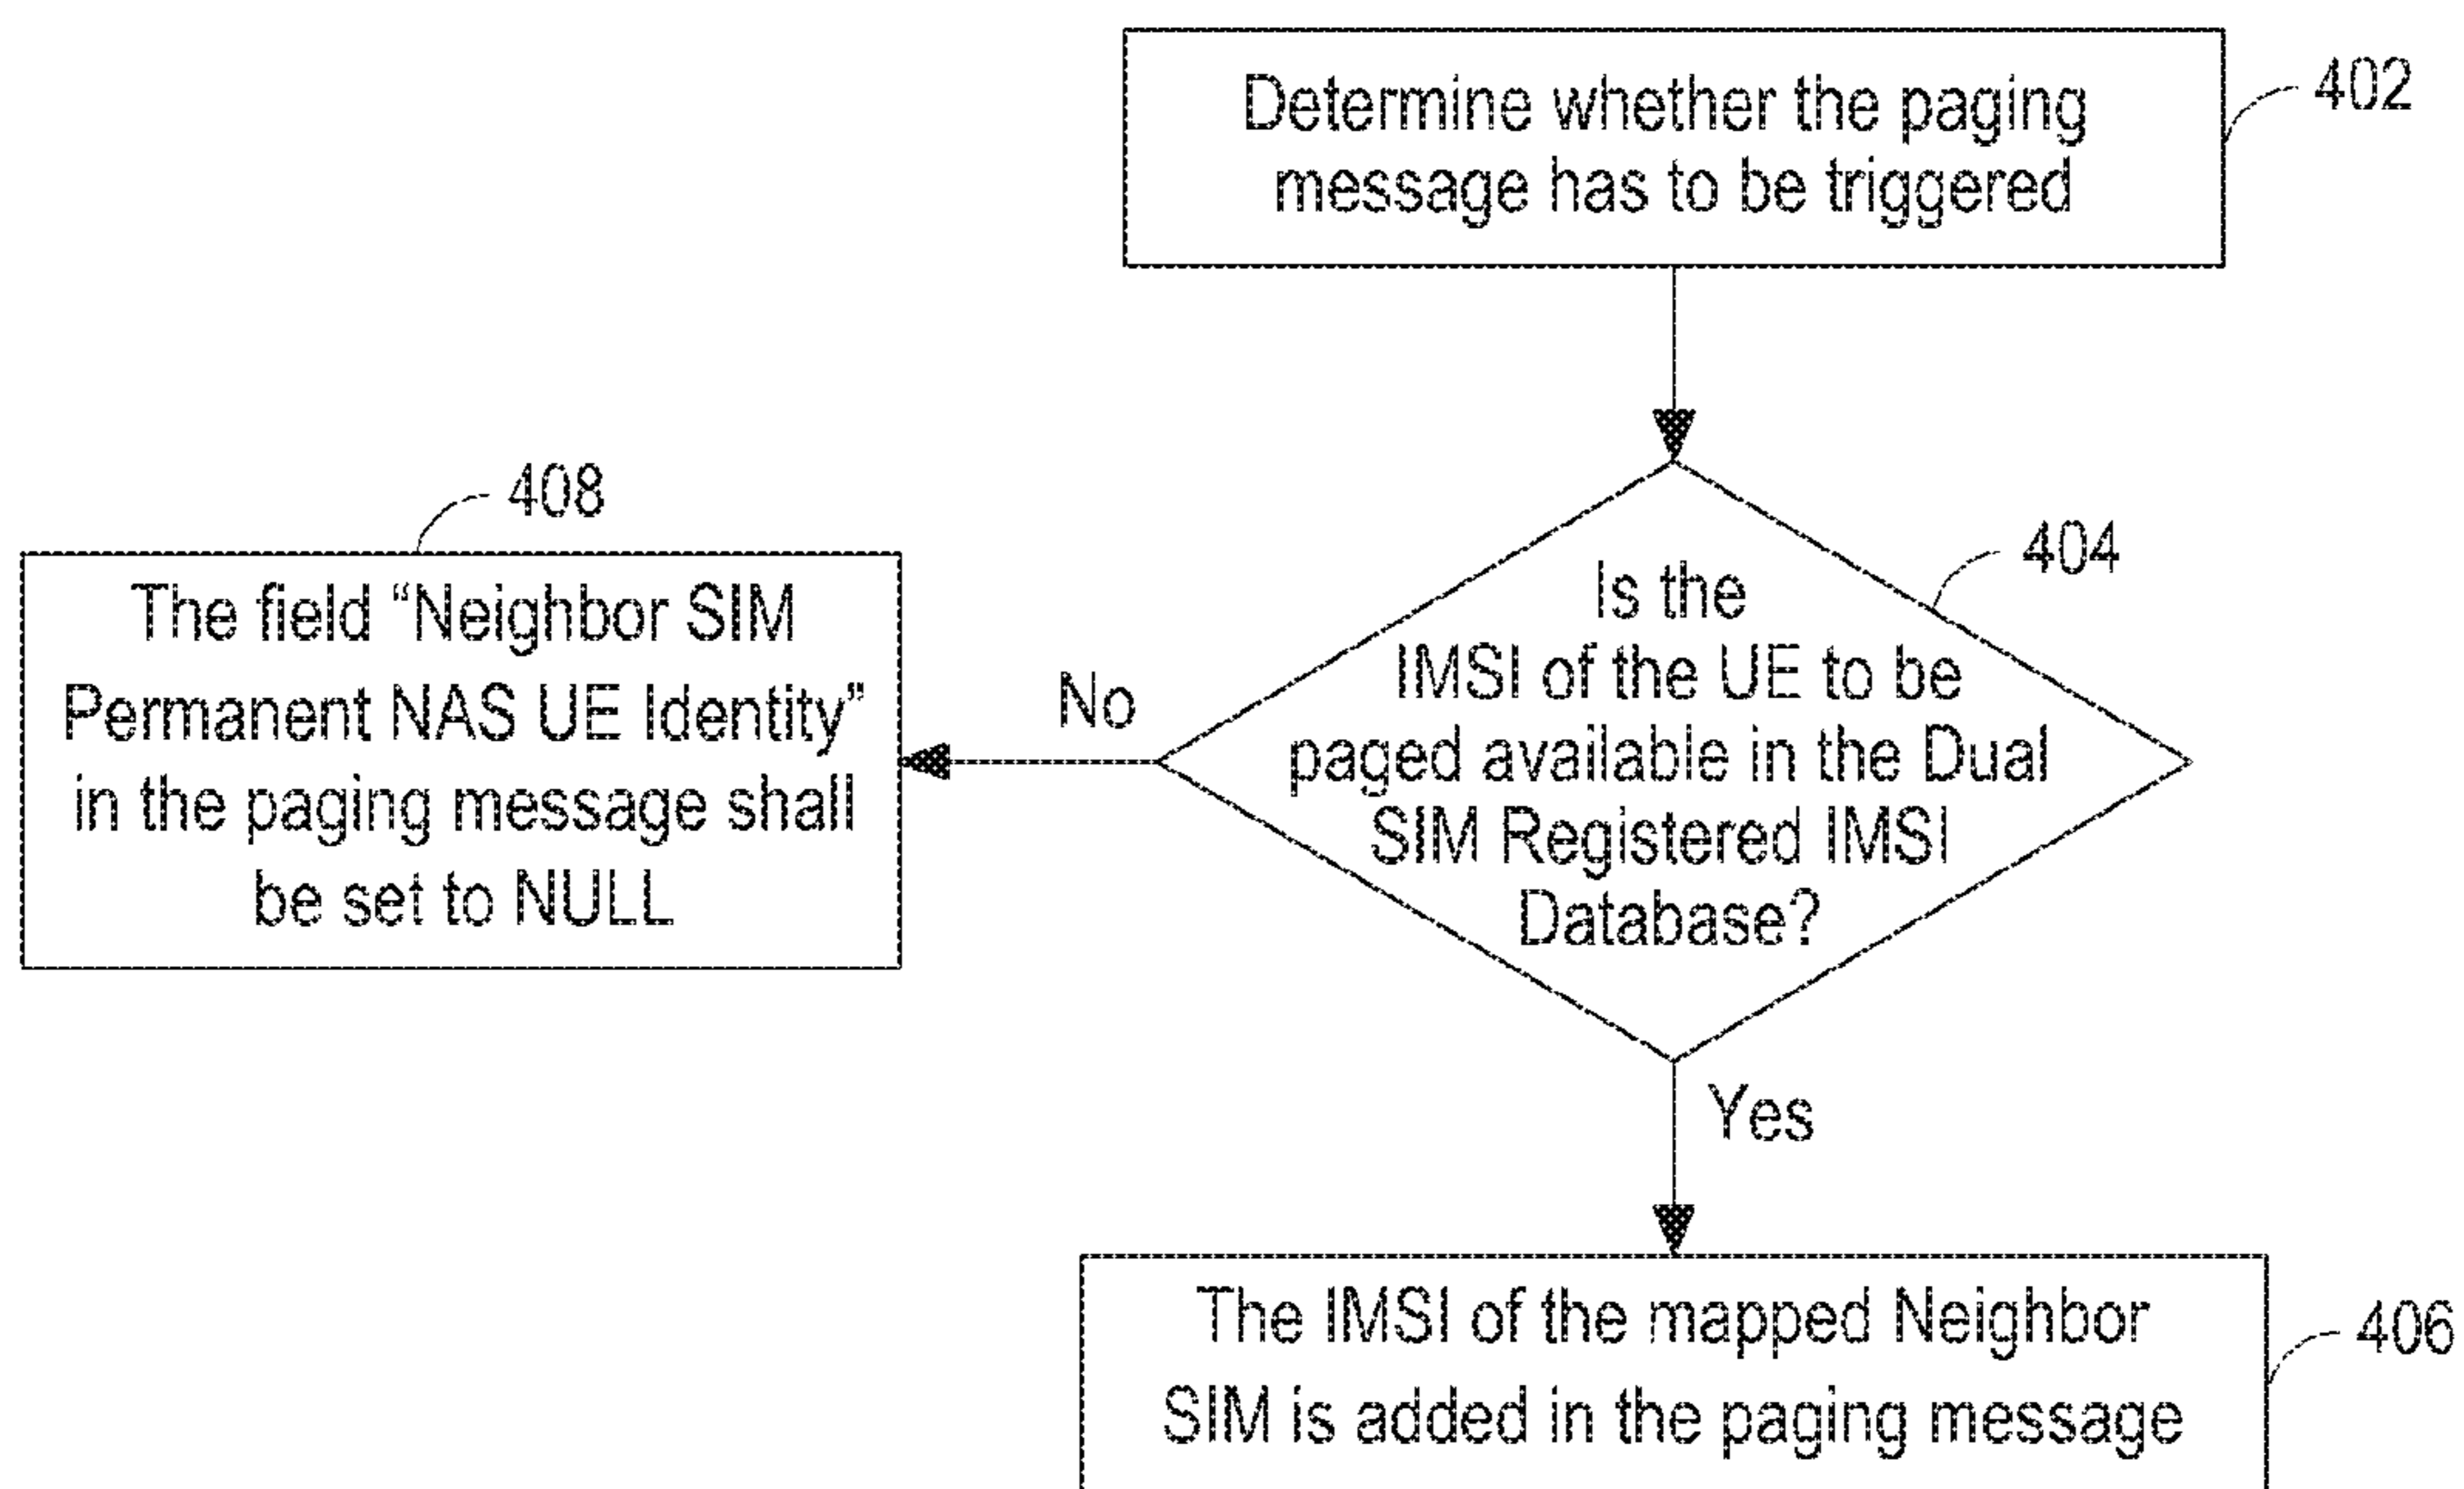 Determine whether the paging
message has to be triggered
402
408
The field “Neighbor SIM
Permanent NAS UE Identity”
in the paging message shall
be set to NULL
No
404
Is the
IMSI of the UE to be
paged available in the Dual
SIM Registered IMSI
Database?
Yes
The IMSI of the mapped Neighbor
SIM is added in the paging message
406